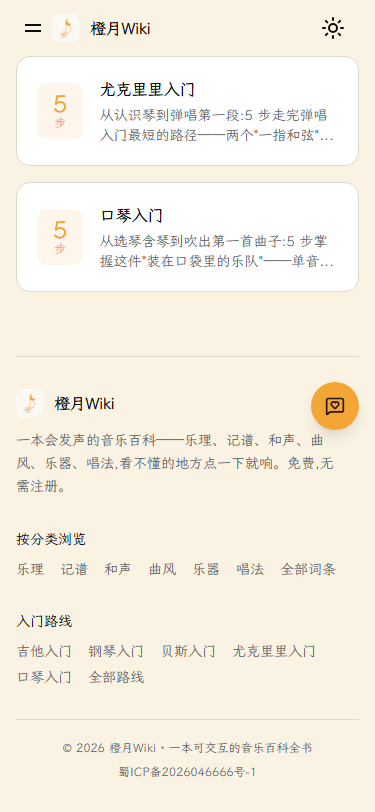 橙月Wiki
5
步
尤克里里入门
从认识琴到弹唱第一段:5 步走完弹唱
入门最短的路径——两个"一指和弦"...
5
步
口琴入门
从选琴含琴到吹出第一首曲子:5 步掌
握这件"装在口袋里的乐队"——单音...
橙月Wiki
一本会发声的音乐百科——乐理、记谱、和声、曲
风、乐器、唱法,看不懂的地方点一下就响。免费,无
需注册。
按分类浏览
乐理 记谱 和声 曲风 乐器 唱法 全部词条
入门路线
吉他入门 钢琴入门 贝斯入门 尤克里里入门
口琴入门 全部路线
© 2026 橙月Wiki · 一本可交互的音乐百科全书
蜀ICP备2026046666号-1